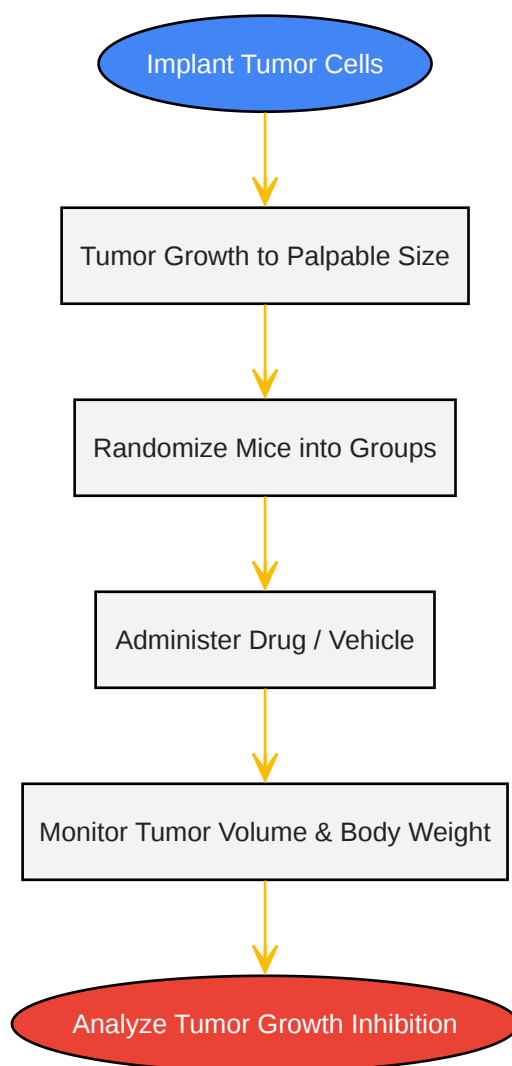 Implant Tumor Cells
Tumor Growth to Palpable Size
Randomize Mice into Groups
Administer Drug / Vehicle
Monitor Tumor Volume & Body Weight
Analyze Tumor Growth Inhibition